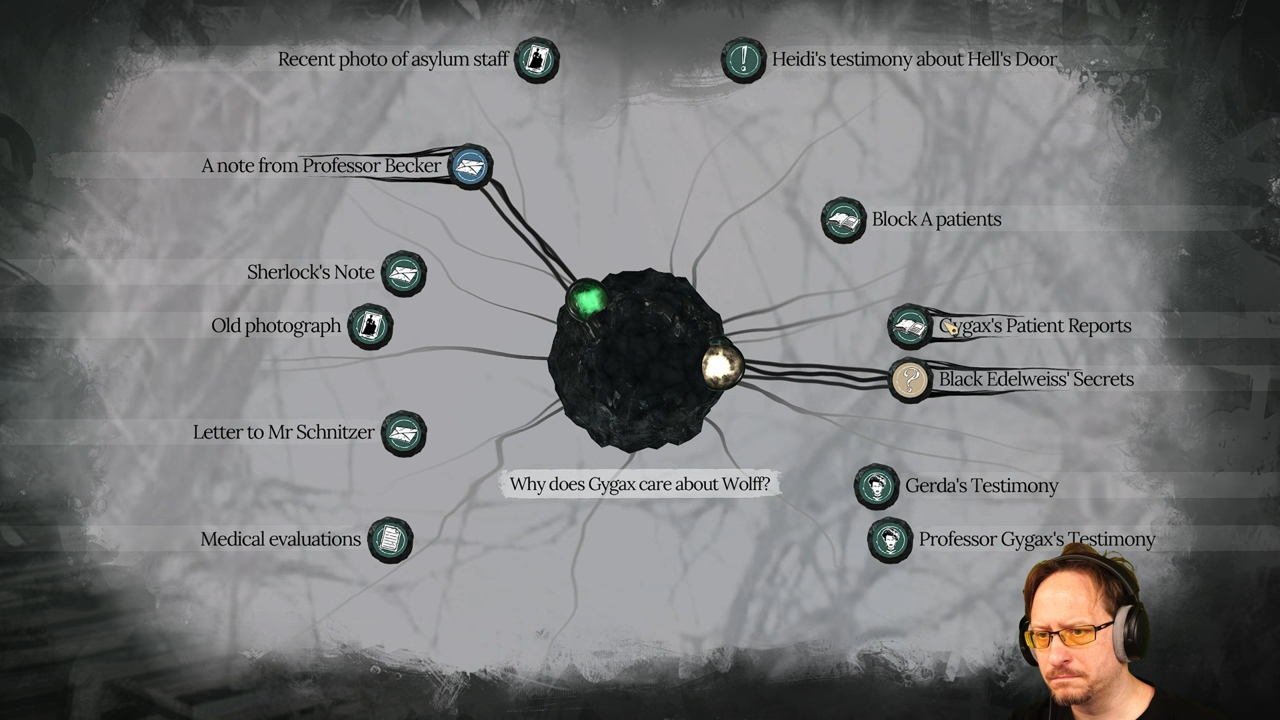 Recent photo of asylum staff
Heidi's testimony about Hell's Door
A note from Professor Becker
Block A patients
Sherlock's Note
Old photograph
Gygax's Patient Reports
Black Edelweiss' Secrets
Letter to Mr Schnitzer
Why does Gygax care about Wolff?
Gerda's Testimony
Medical evaluations
Professor Gygax's Testimony